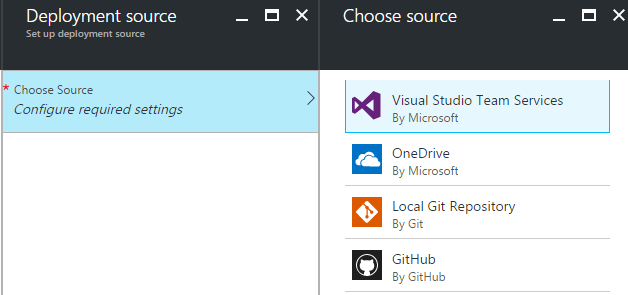 Deployment source
Set up deployment source
* Choose Source
Configure required settings
Choose source
Visual Studio Team Services
By Microsoft
OneDrive
By Microsoft
Local Git Repository
By Git
GitHub
By GitHub